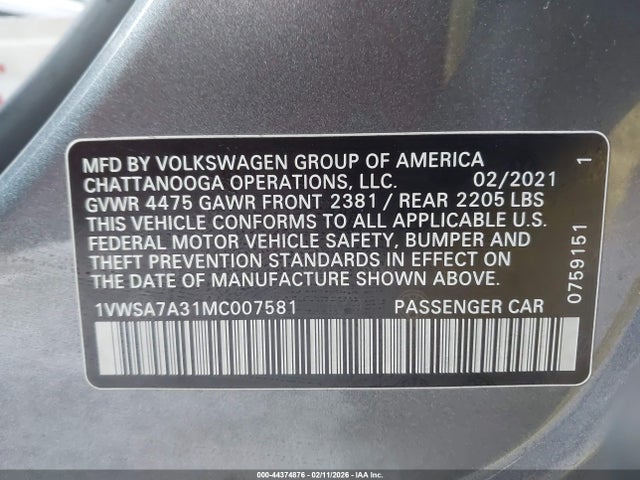 MFD BY VOLKSWAGEN GROUP OF AMERICA
CHATTANOOGA OPERATIONS, LLC. 02/2021
GVWR 4475 GAWR FRONT 2381 / REAR 2205 LBS
THIS VEHICLE CONFORMS TO ALL APPLICABLE U.S.
FEDERAL MOTOR VEHICLE SAFETY, BUMPER AND
THEFT PREVENTION STANDARDS IN EFFECT ON
THE DATE OF MANUFACTURE SHOWN ABOVE.
1VWSA7A31MC007581 PASSENGER CAR
0759151 1
000-44374876 - 02/11/2026 - IAA Inc.